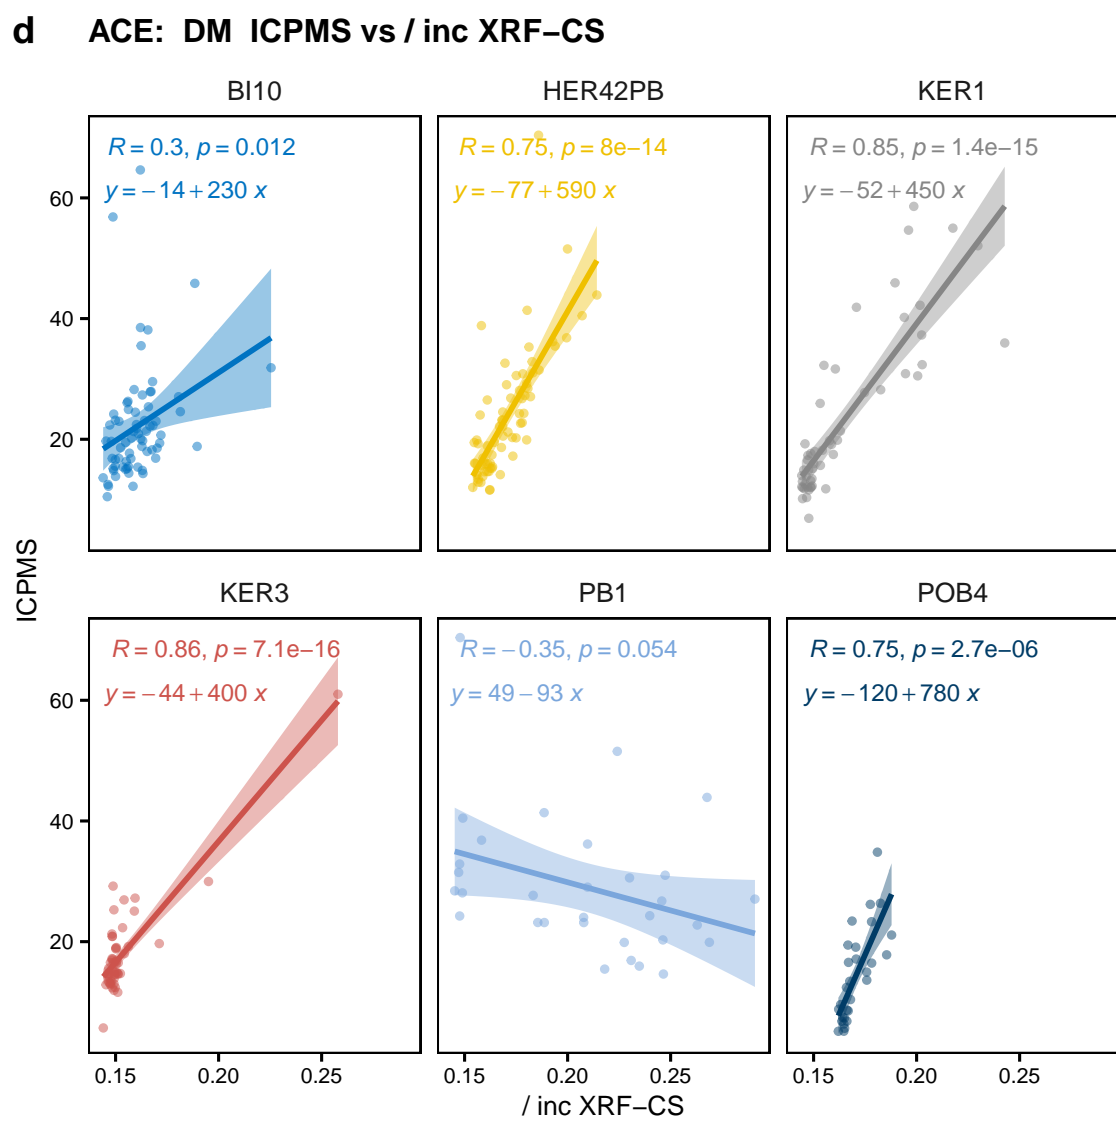 d ACE: DM ICPMS vs / inc XRF−CS
BI10 HER42PB KER1
R = 0.3, p = 0.012
y = −14 + 230 x
R = 0.75, p = 8e−14
y = −77 + 590 x
R = 0.85, p = 1.4e−15
y = −52 + 450 x
60
40
20
ICPMS
KER3 PB1 POB4
R = 0.86, p = 7.1e−16
y = −44 + 400 x
R = −0.35, p = 0.054
y = 49 − 93 x
R = 0.75, p = 2.7e−06
y = −120 + 780 x
60
40
20
0.15 0.20 0.25 0.15 0.20 0.25 0.15 0.20 0.25
/ inc XRF−CS